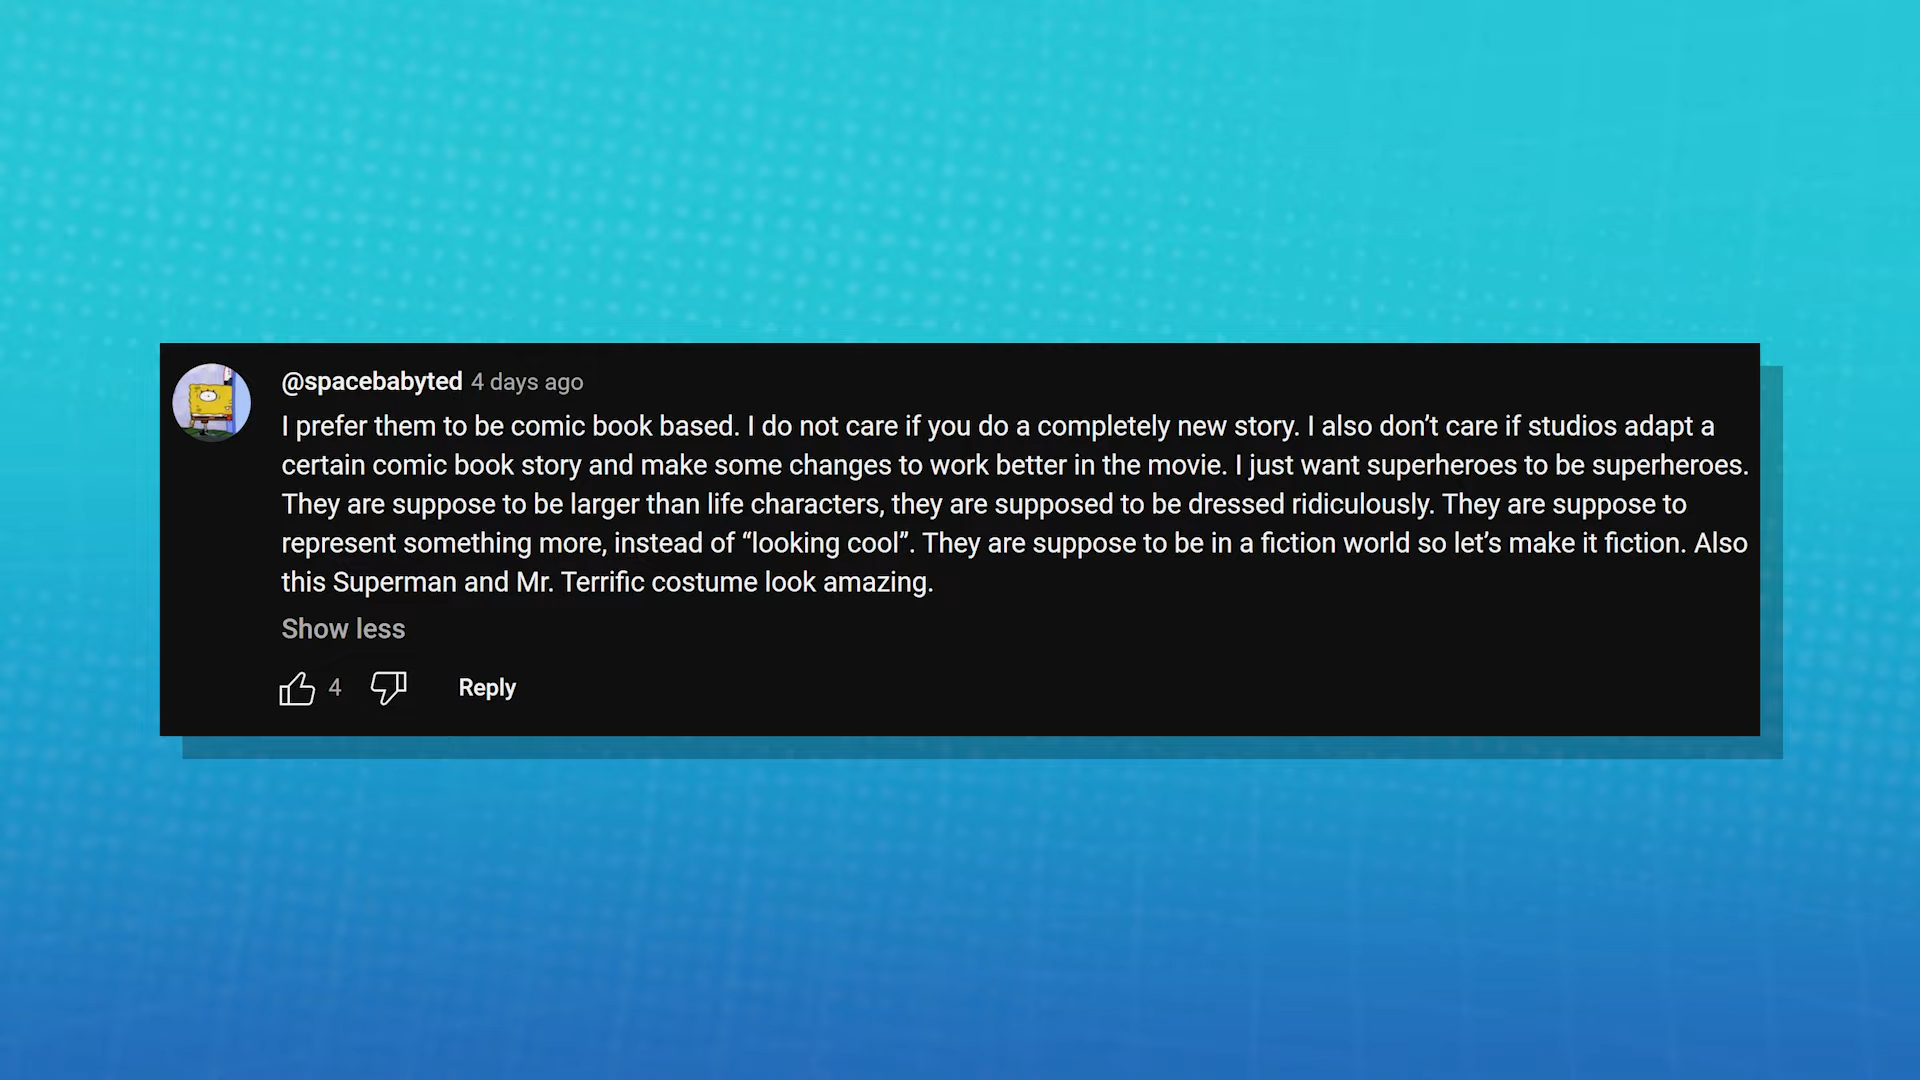 @spacebabyted 4 days ago
I prefer them to be comic book based. I do not care if you do a completely new story. I also don’t care if studios adapt a
certain comic book story and make some changes to work better in the movie. I just want superheroes to be superheroes.
They are suppose to be larger than life characters, they are supposed to be dressed ridiculously. They are suppose to
represent something more, instead of “looking cool”. They are suppose to be in a fiction world so let’s make it fiction. Also
this Superman and Mr. Terrific costume look amazing.
Show less
4 Reply